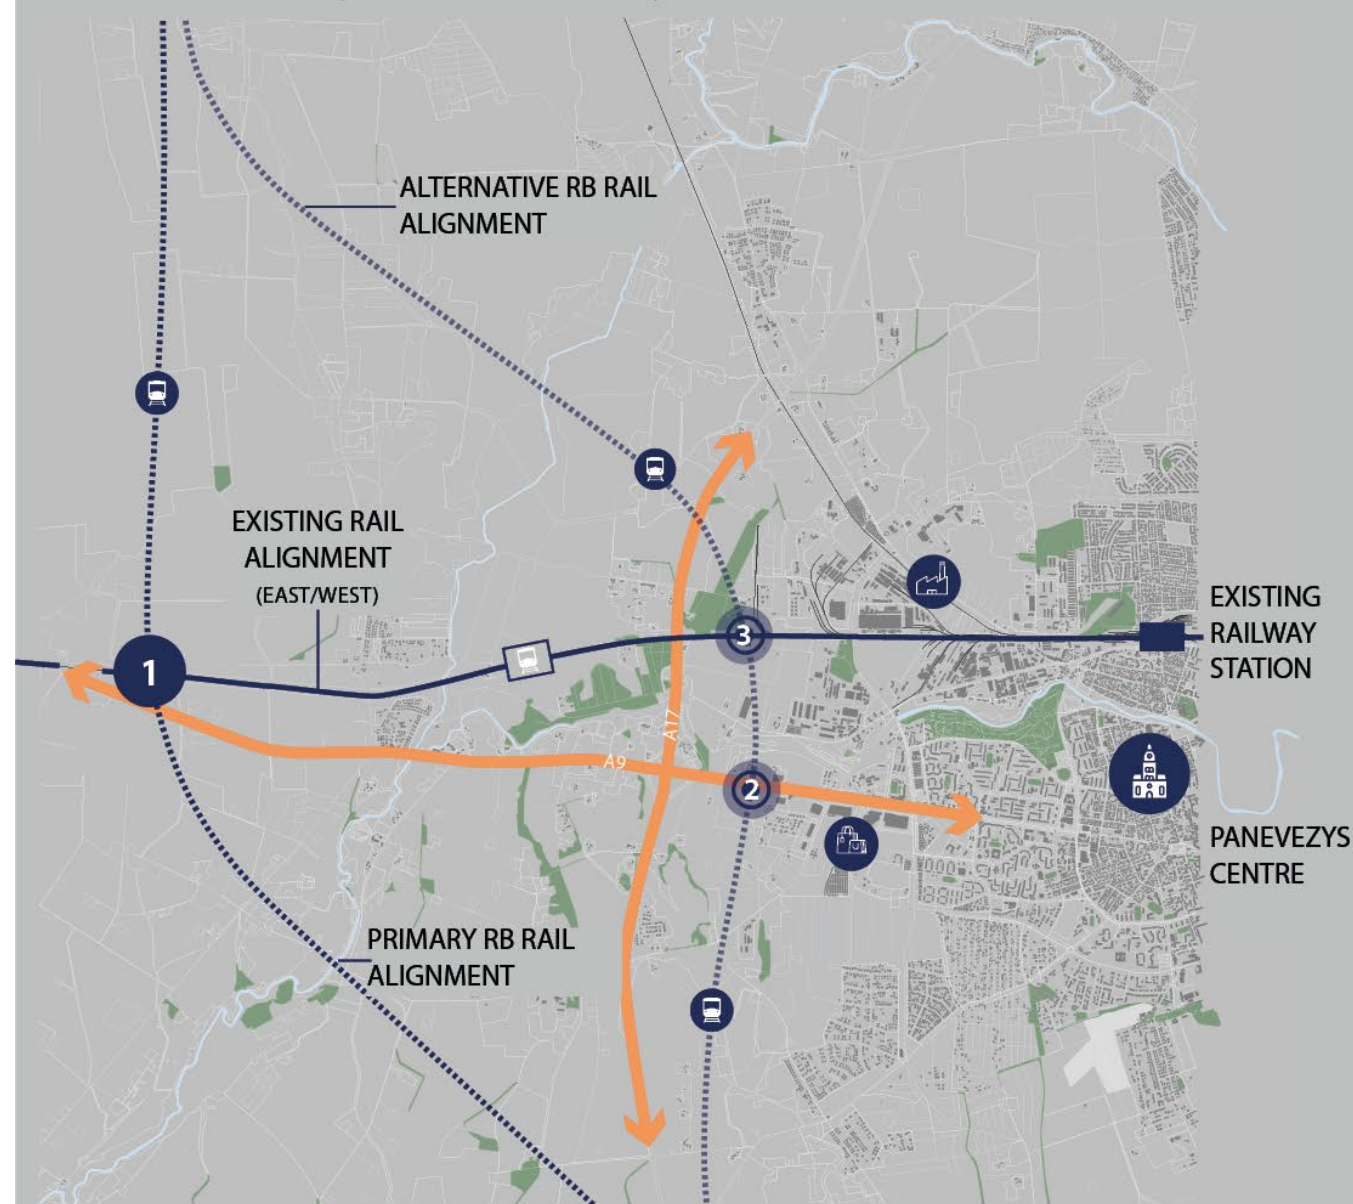 ALTERNATIVE RB RAIL
ALIGNMENT
EXISTING RAIL
ALIGNMENT
(EAST/WEST)
EXISTING
RAILWAY
STATION
3
1
A17
A9
2
PANEVEZYS
CENTRE
PRIMARY RB RAIL
ALIGNMENT